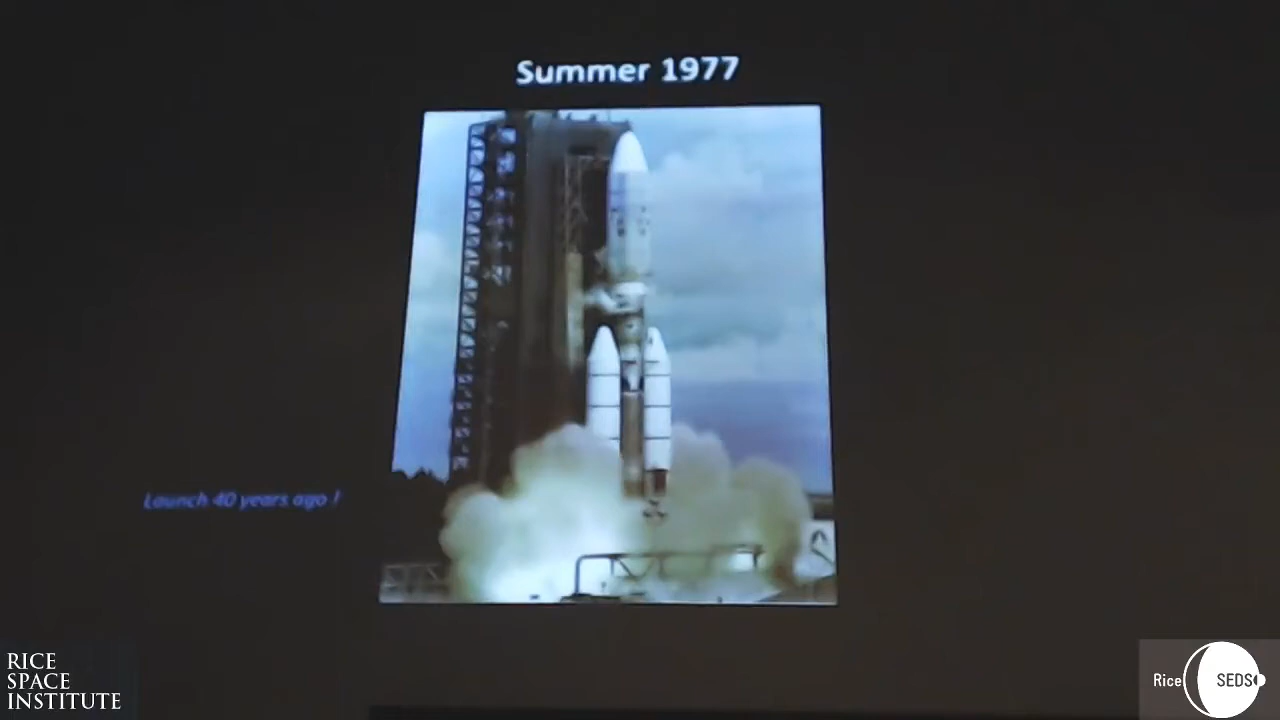 Summer 1977
Launch 40 years ago !
RICE
SPACE
INSTITUTE
Rice SEDS